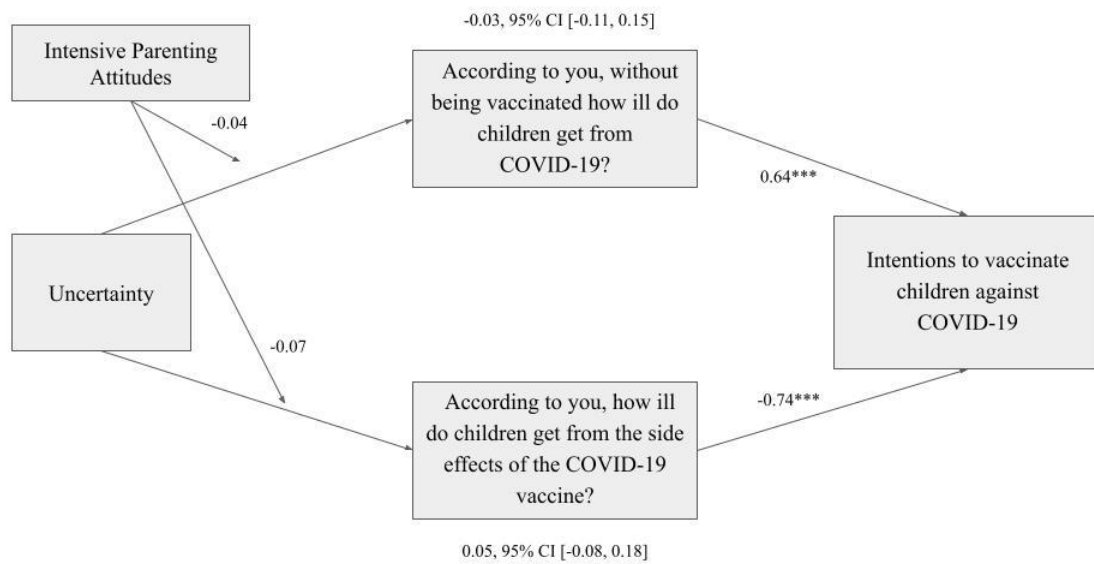 -0.03, 95% CI [-0.11, 0.15]
Intensive Parenting
Attitudes
-0.04
According to you, without
being vaccinated how ill do
children get from
COVID-19?
0.64***
Uncertainty
Intentions to vaccinate
children against
COVID-19
-0.07
According to you, how ill
do children get from the side
effects of the COVID-19
vaccine?
-0.74***
0.05, 95% CI [-0.08, 0.18]